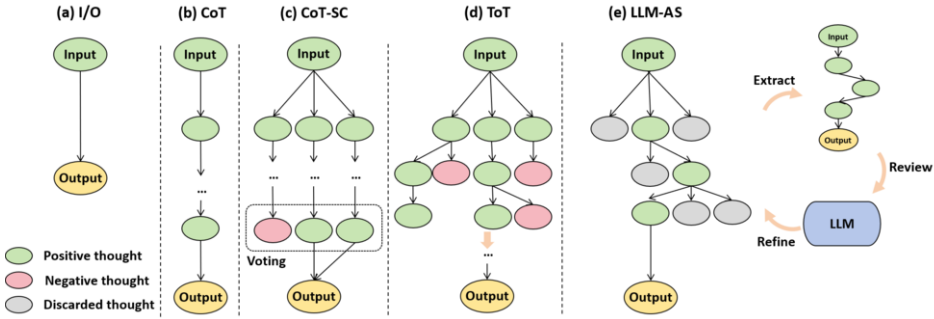 (a) I/O
(b) CoT
(c) CoT-SC
(d) ToT
(e) LLM-AS
Input
Input
Input
Input
Input
Input
Extract
Output
...
...
...
...
Output
Review
LLM
Refine
Voting
...
Positive thought
Negative thought
Discarded thought
Output
Output
Output
Output